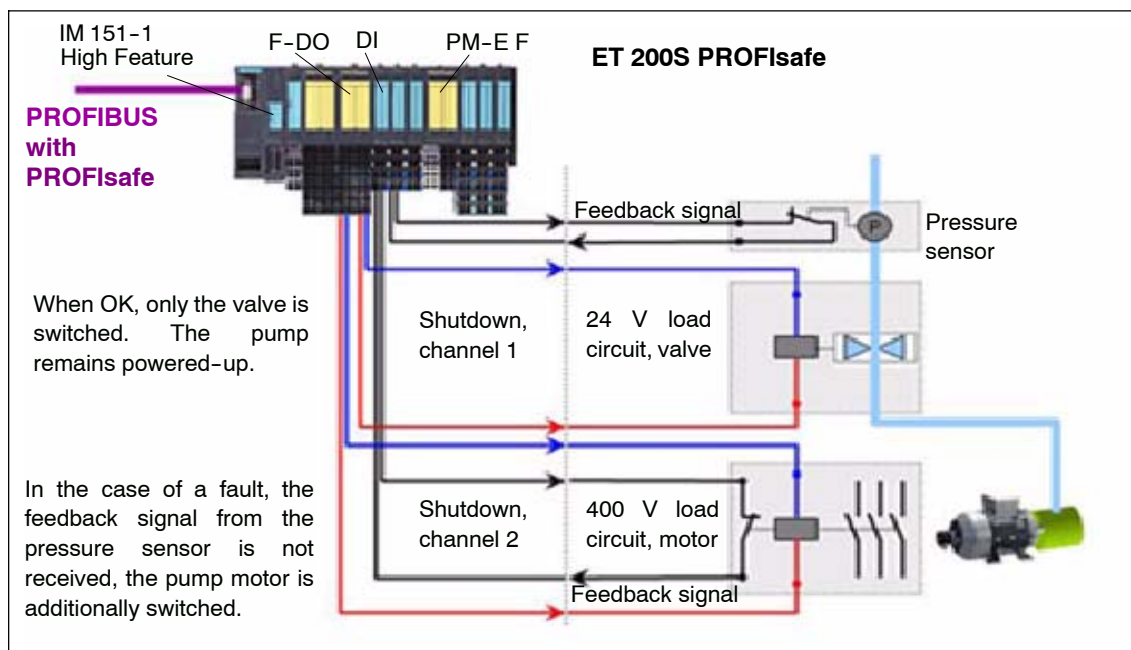 IM 151-1
High Feature
F-DO
DI
PM-E F
ET 200S PROFIsafe
PROFIBUS
with
PROFIsafe
Feedback signal
P
Pressure
sensor
When OK, only the valve is
switched. The pump
remains powered-up.
Shutdown,
channel 1
24 V load
circuit, valve
In the case of a fault, the
feedback signal from the
pressure sensor is not
received, the pump motor is
additionally switched.
Shutdown,
channel 2
400 V load
circuit, motor
Feedback signal